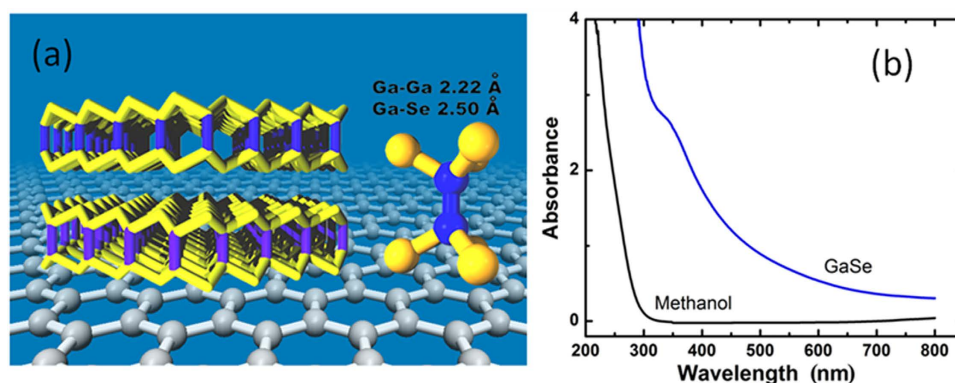 (a)
Ga-Ga 2.22 Å
Ga-Se 2.50 Å
(b)
Absorbance
4
2
0
GaSe
Methanol
200 300 400 500 600 700 800
Wavelength (nm)